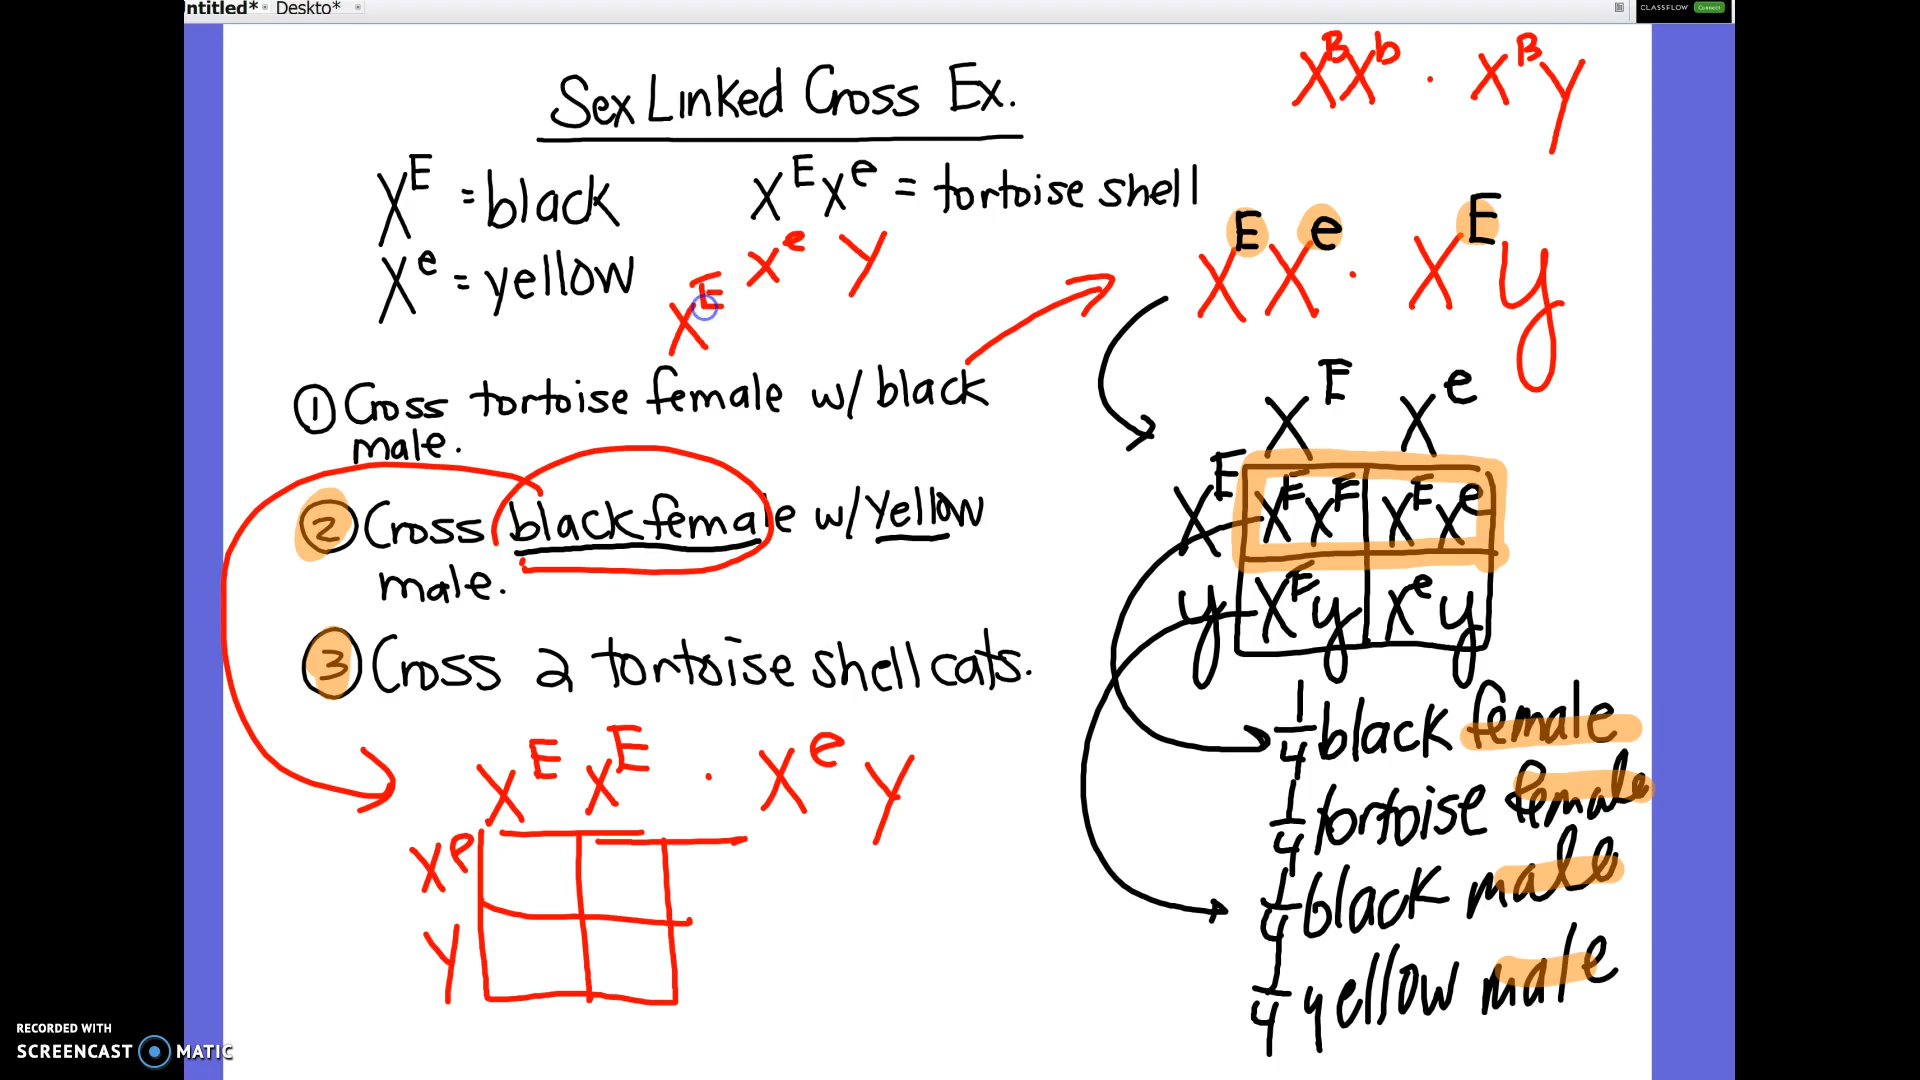 Untitled* Deskto*
CLASSFLOW Connect
Sex Linked Cross Ex.
X^B X^b · X^B Y
X^E = black
X^E X^e = tortoise shell
X^e = yellow
X^e Y
X^E
X^E X^e · X^E y
① Cross tortoise female w/ black
male.
② Cross black female w/ Yellow
male.
③ Cross 2 tortoise shell cats.
X^E X^E · X^e Y
X^e
Y
X^E X^e
X^E X^E X^E X^E X^e
y X^E y X^e y
1/4 black female
1/4 tortoise female
1/4 black male
1/4 yellow male
RECORDED WITH
SCREENCAST MATIC